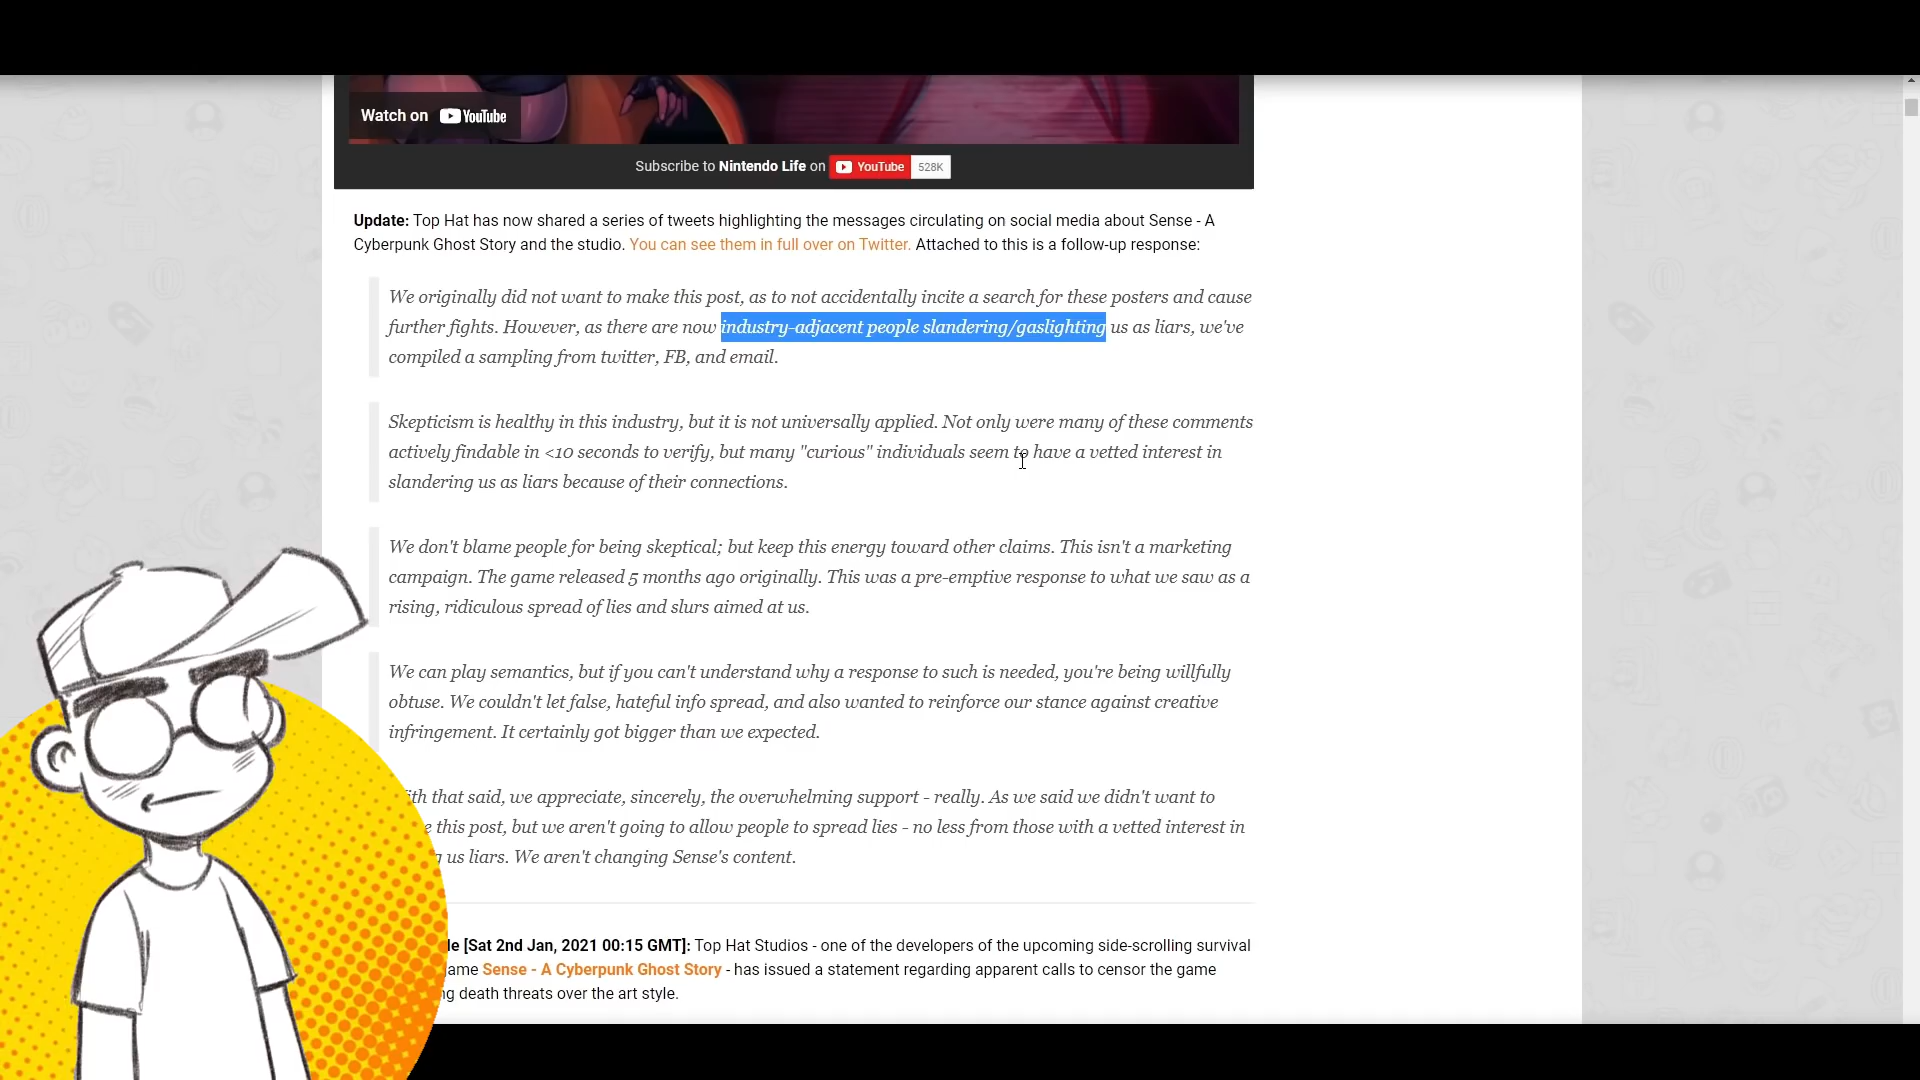 Watch on YouTube
Subscribe to Nintendo Life on YouTube 528K
Update: Top Hat has now shared a series of tweets highlighting the messages circulating on social media about Sense - A
Cyberpunk Ghost Story and the studio. You can see them in full over on Twitter. Attached to this is a follow-up response:
We originally did not want to make this post, as to not accidentally incite a search for these posters and cause
further fights. However, as there are now industry-adjacent people slandering/gaslighting us as liars, we've
compiled a sampling from twitter, FB, and email.
Skepticism is healthy in this industry, but it is not universally applied. Not only were many of these comments
actively findable in <10 seconds to verify, but many "curious" individuals seem to have a vetted interest in
slandering us as liars because of their connections.
We don't blame people for being skeptical; but keep this energy toward other claims. This isn't a marketing
campaign. The game released 5 months ago originally. This was a pre-emptive response to what we saw as a
rising, ridiculous spread of lies and slurs aimed at us.
We can play semantics, but if you can't understand why a response to such is needed, you're being willfully
obtuse. We couldn't let false, hateful info spread, and also wanted to reinforce our stance against creative
infringement. It certainly got bigger than we expected.
ith that said, we appreciate, sincerely, the overwhelming support - really. As we said we didn't want to
e this post, but we aren't going to allow people to spread lies - no less from those with a vetted interest in
g us liars. We aren't changing Sense's content.
le [Sat 2nd Jan, 2021 00:15 GMT]: Top Hat Studios - one of the developers of the upcoming side-scrolling survival
ame Sense - A Cyberpunk Ghost Story - has issued a statement regarding apparent calls to censor the game
ng death threats over the art style.